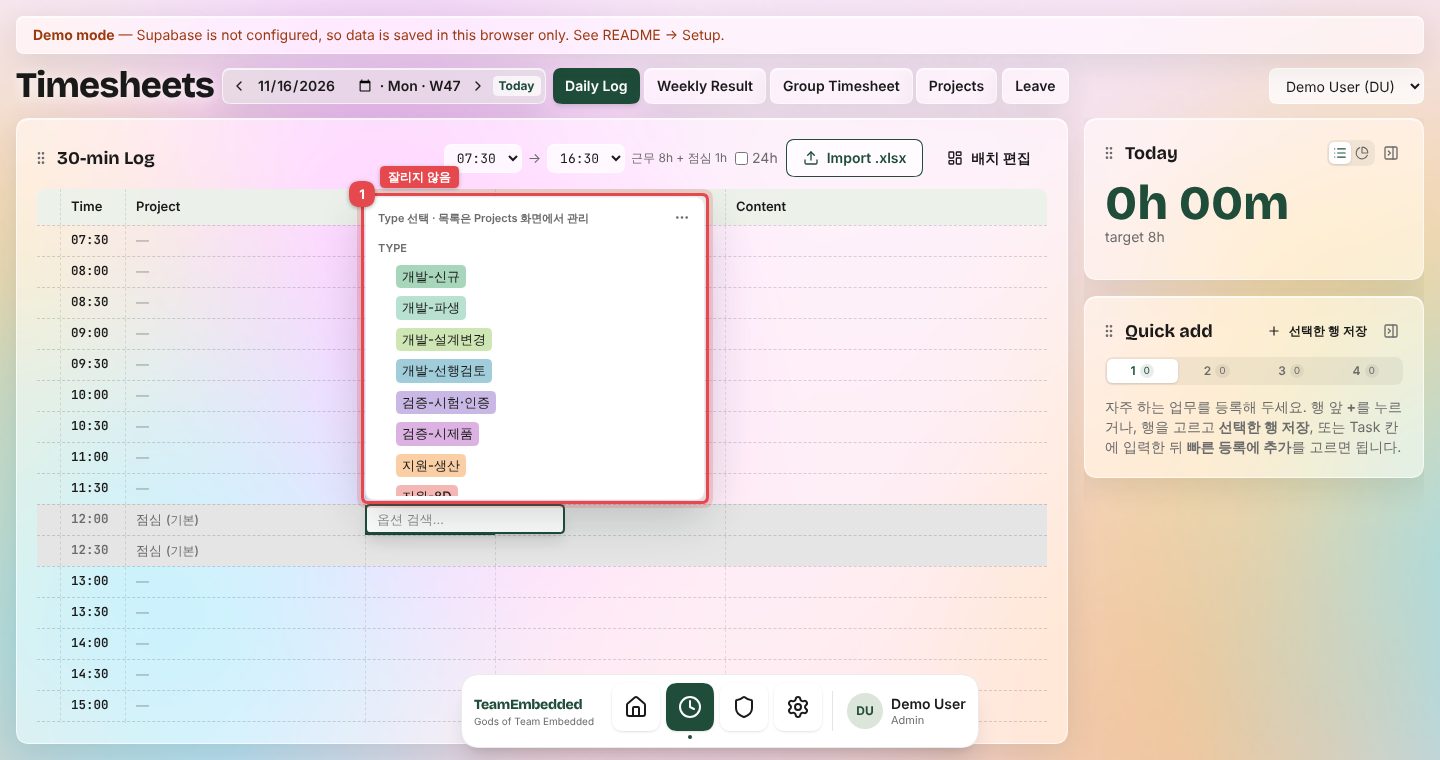 Demo mode — Supabase is not configured, so data is saved in this browser only. See README → Setup.
Timesheets
11/16/2026 · Mon · W47 Today
Daily Log Weekly Result Group Timesheet Projects Leave
Demo User (DU)
30-min Log
07:30 → 16:30 근무 8h + 점심 1h 24h Import .xlsx 배치 편집
잘리지 않음
1
Time Project Content
Type 선택 · 목록은 Projects 화면에서 관리 ···
TYPE
개발-신규
개발-파생
개발-설계변경
개발-선행검토
검증-시험·인증
검증-시제품
지원-생산
지원-8D
옵션 검색...
07:30 —
08:00 —
08:30 —
09:00 —
09:30 —
10:00 —
10:30 —
11:00 —
11:30 —
12:00 점심 (기본)
12:30 점심 (기본)
13:00 —
13:30 —
14:00 —
14:30 —
15:00 —
Today
0h 00m
target 8h
Quick add + 선택한 행 저장
1 0 2 0 3 0 4 0
자주 하는 업무를 등록해 두세요. 행 앞 +를 누르
거나, 행을 고르고 선택한 행 저장, 또는 Task 칸
에 입력한 뒤 빠른 등록에 추가를 고르면 됩니다.
TeamEmbedded
Gods of Team Embedded
DU
Demo User
Admin